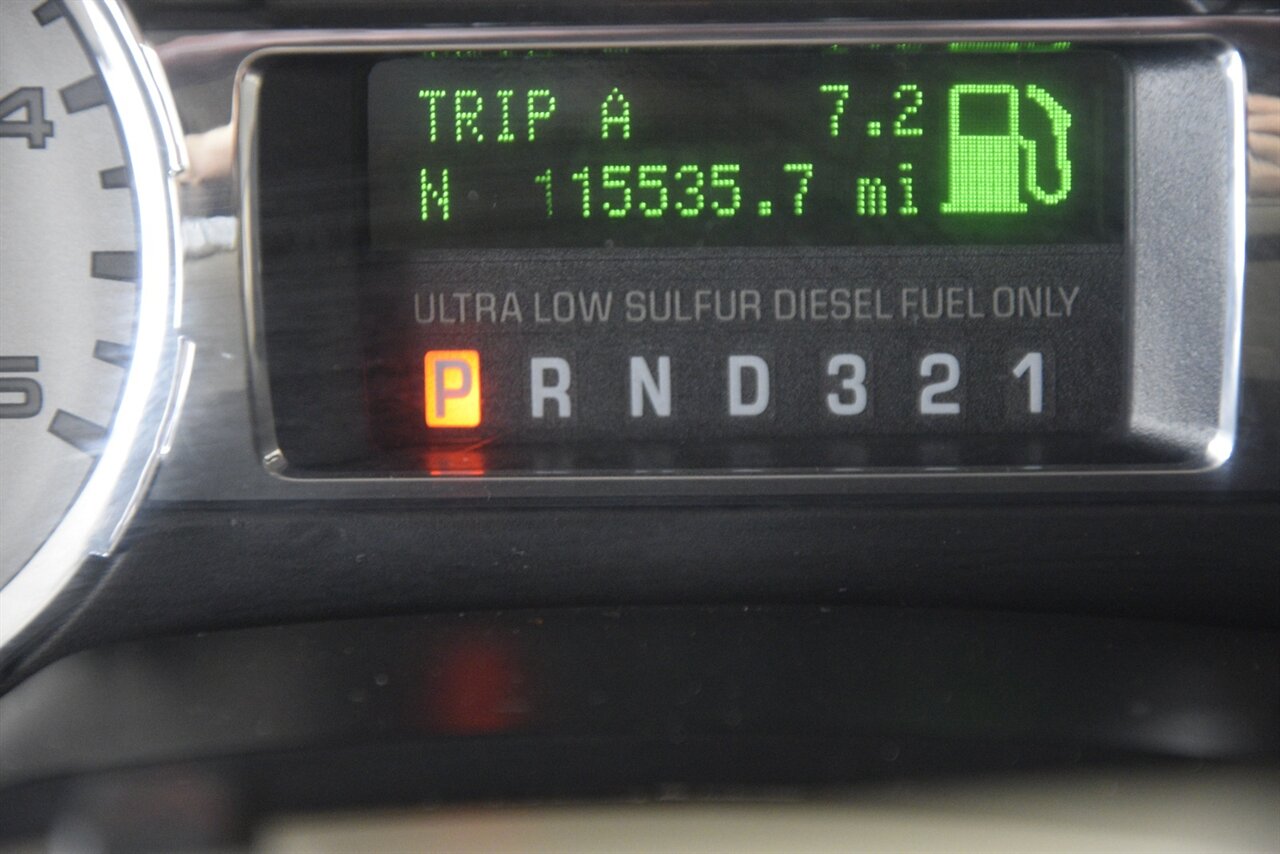 4
5
TRIP A 7.2
N 115535.7 mi
ULTRA LOW SULFUR DIESEL FUEL ONLY
P R N D 3 2 1